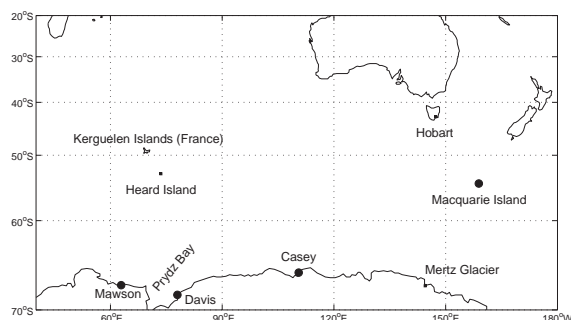 20°S
30°S
40°S
Hobart
Kerguelen Islands (France)
50°S
Heard Island
Macquarie Island
60°S
Prydz Bay
Casey
Mertz Glacier
Mawson
Davis
70°S
60°E
90°E
120°E
150°E
180°W